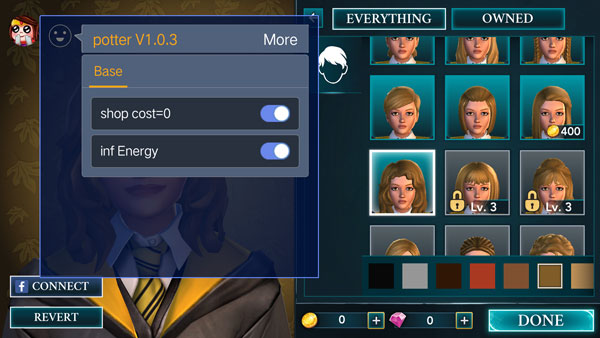 potter V1.0.3
More
Base
shop cost=0
inf Energy
CONNECT
REVERT
EVERYTHING
OWNED
400
Lv. 3
Lv. 3
0
0
DONE